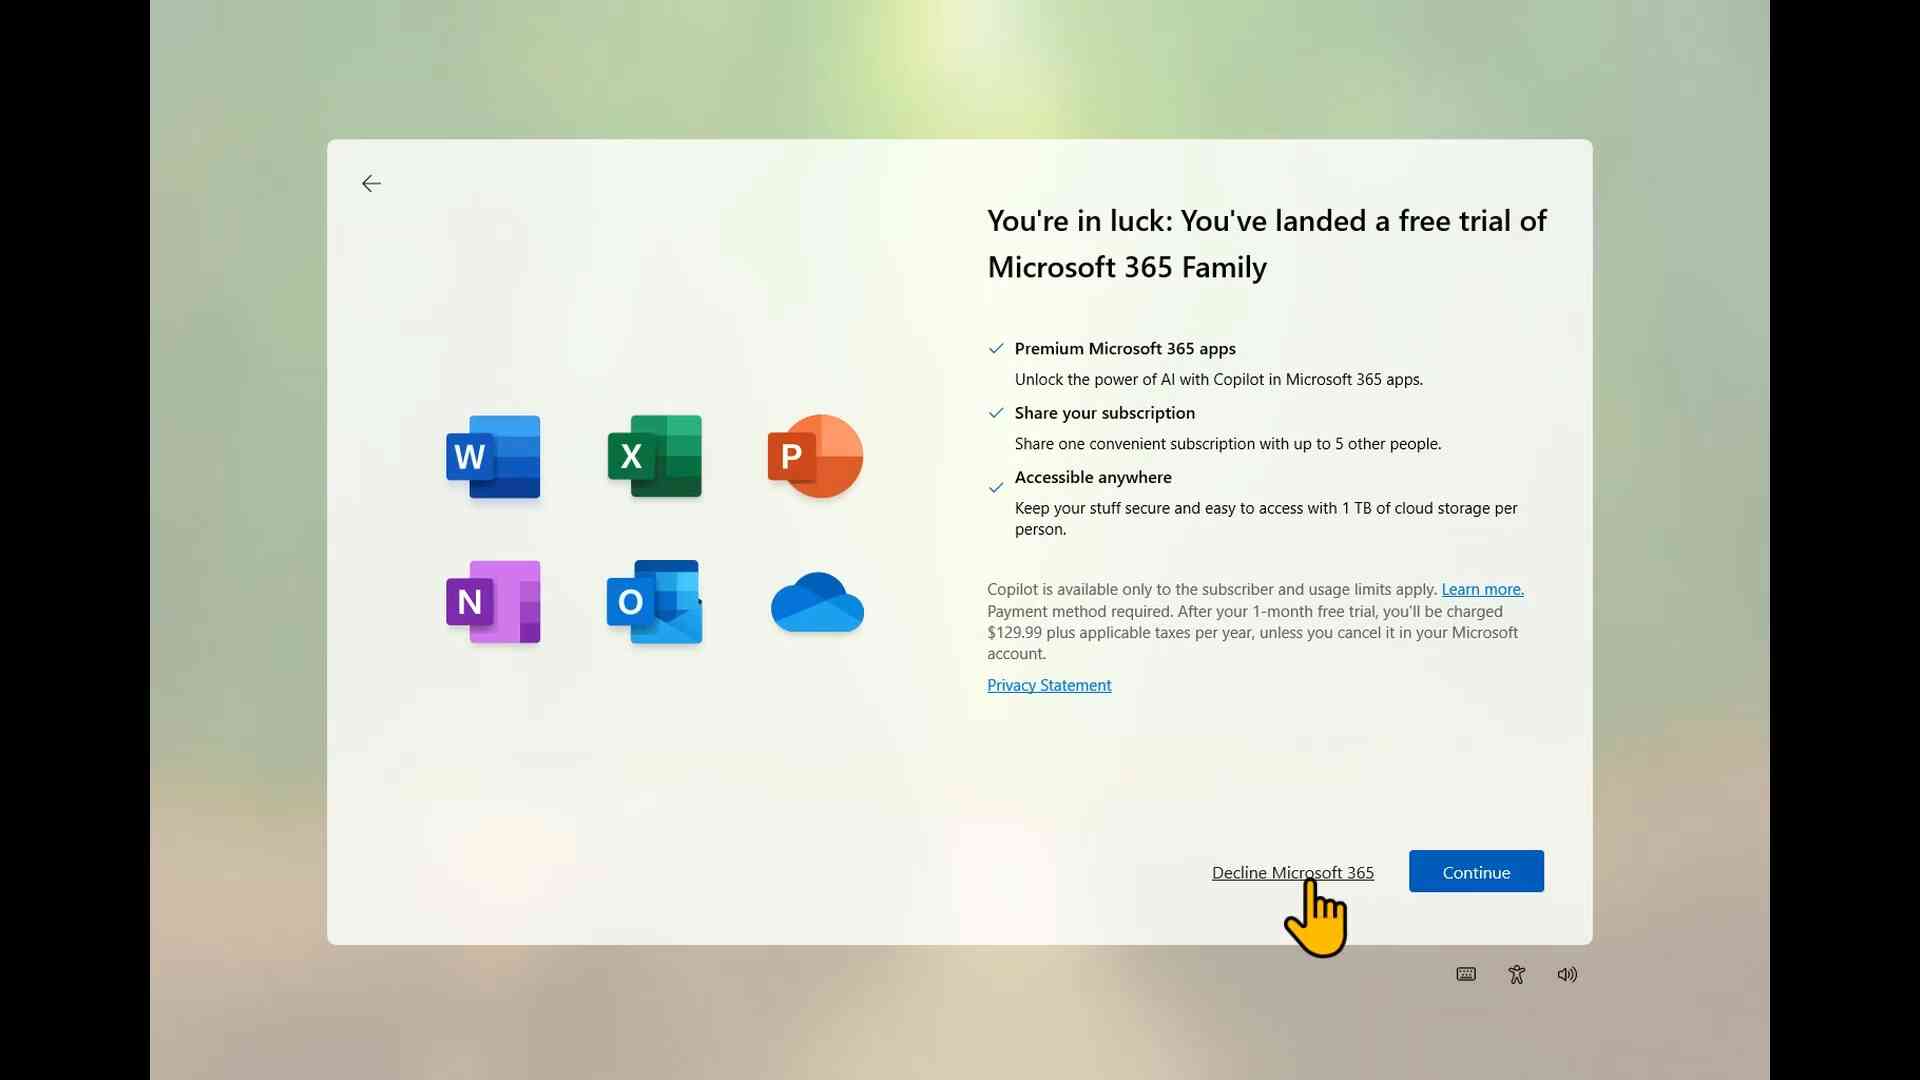 You're in luck: You've landed a free trial of
Microsoft 365 Family
Premium Microsoft 365 apps
Unlock the power of AI with Copilot in Microsoft 365 apps.
Share your subscription
Share one convenient subscription with up to 5 other people.
Accessible anywhere
Keep your stuff secure and easy to access with 1 TB of cloud storage per
person.
W
X
P
N
O
Copilot is available only to the subscriber and usage limits apply. Learn more.
Payment method required. After your 1-month free trial, you'll be charged
$129.99 plus applicable taxes per year, unless you cancel it in your Microsoft
account.
Privacy Statement
Decline Microsoft 365
Continue